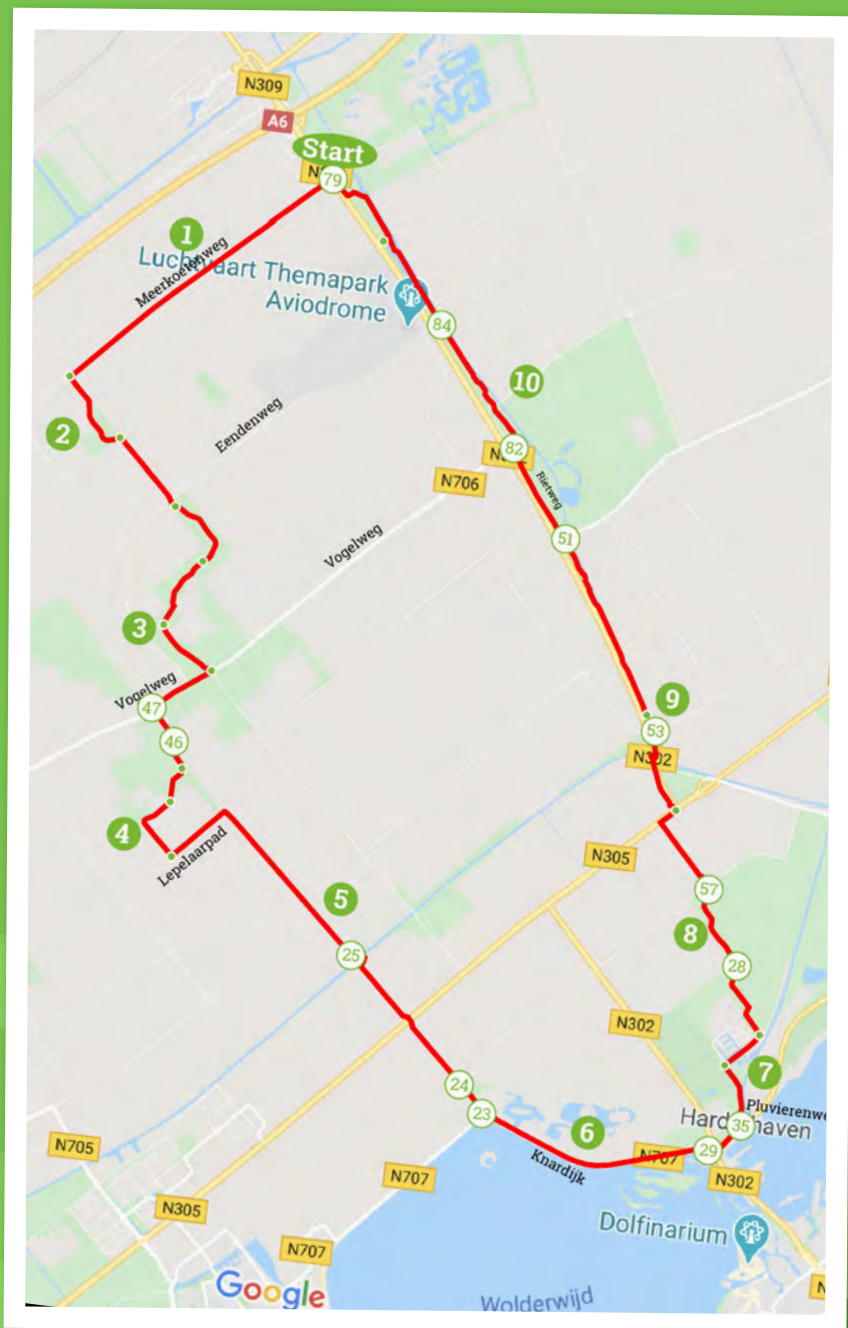 N309
A6
Start
79
1
Meerkoetenweg
Themapark
Aviodrome
84
10
2
Eendenweg
82
N706
Rietweg
Vogelweg
51
3
Vogelweg
47
9
46
53
N302
4
Lepelaarpad
N305
57
5
8
25
28
N302
24
7
23
6
35
29
N705
N707
Knardijk
N707
N302
N305
Dolfinarium
N707
Google
Wolderwijd